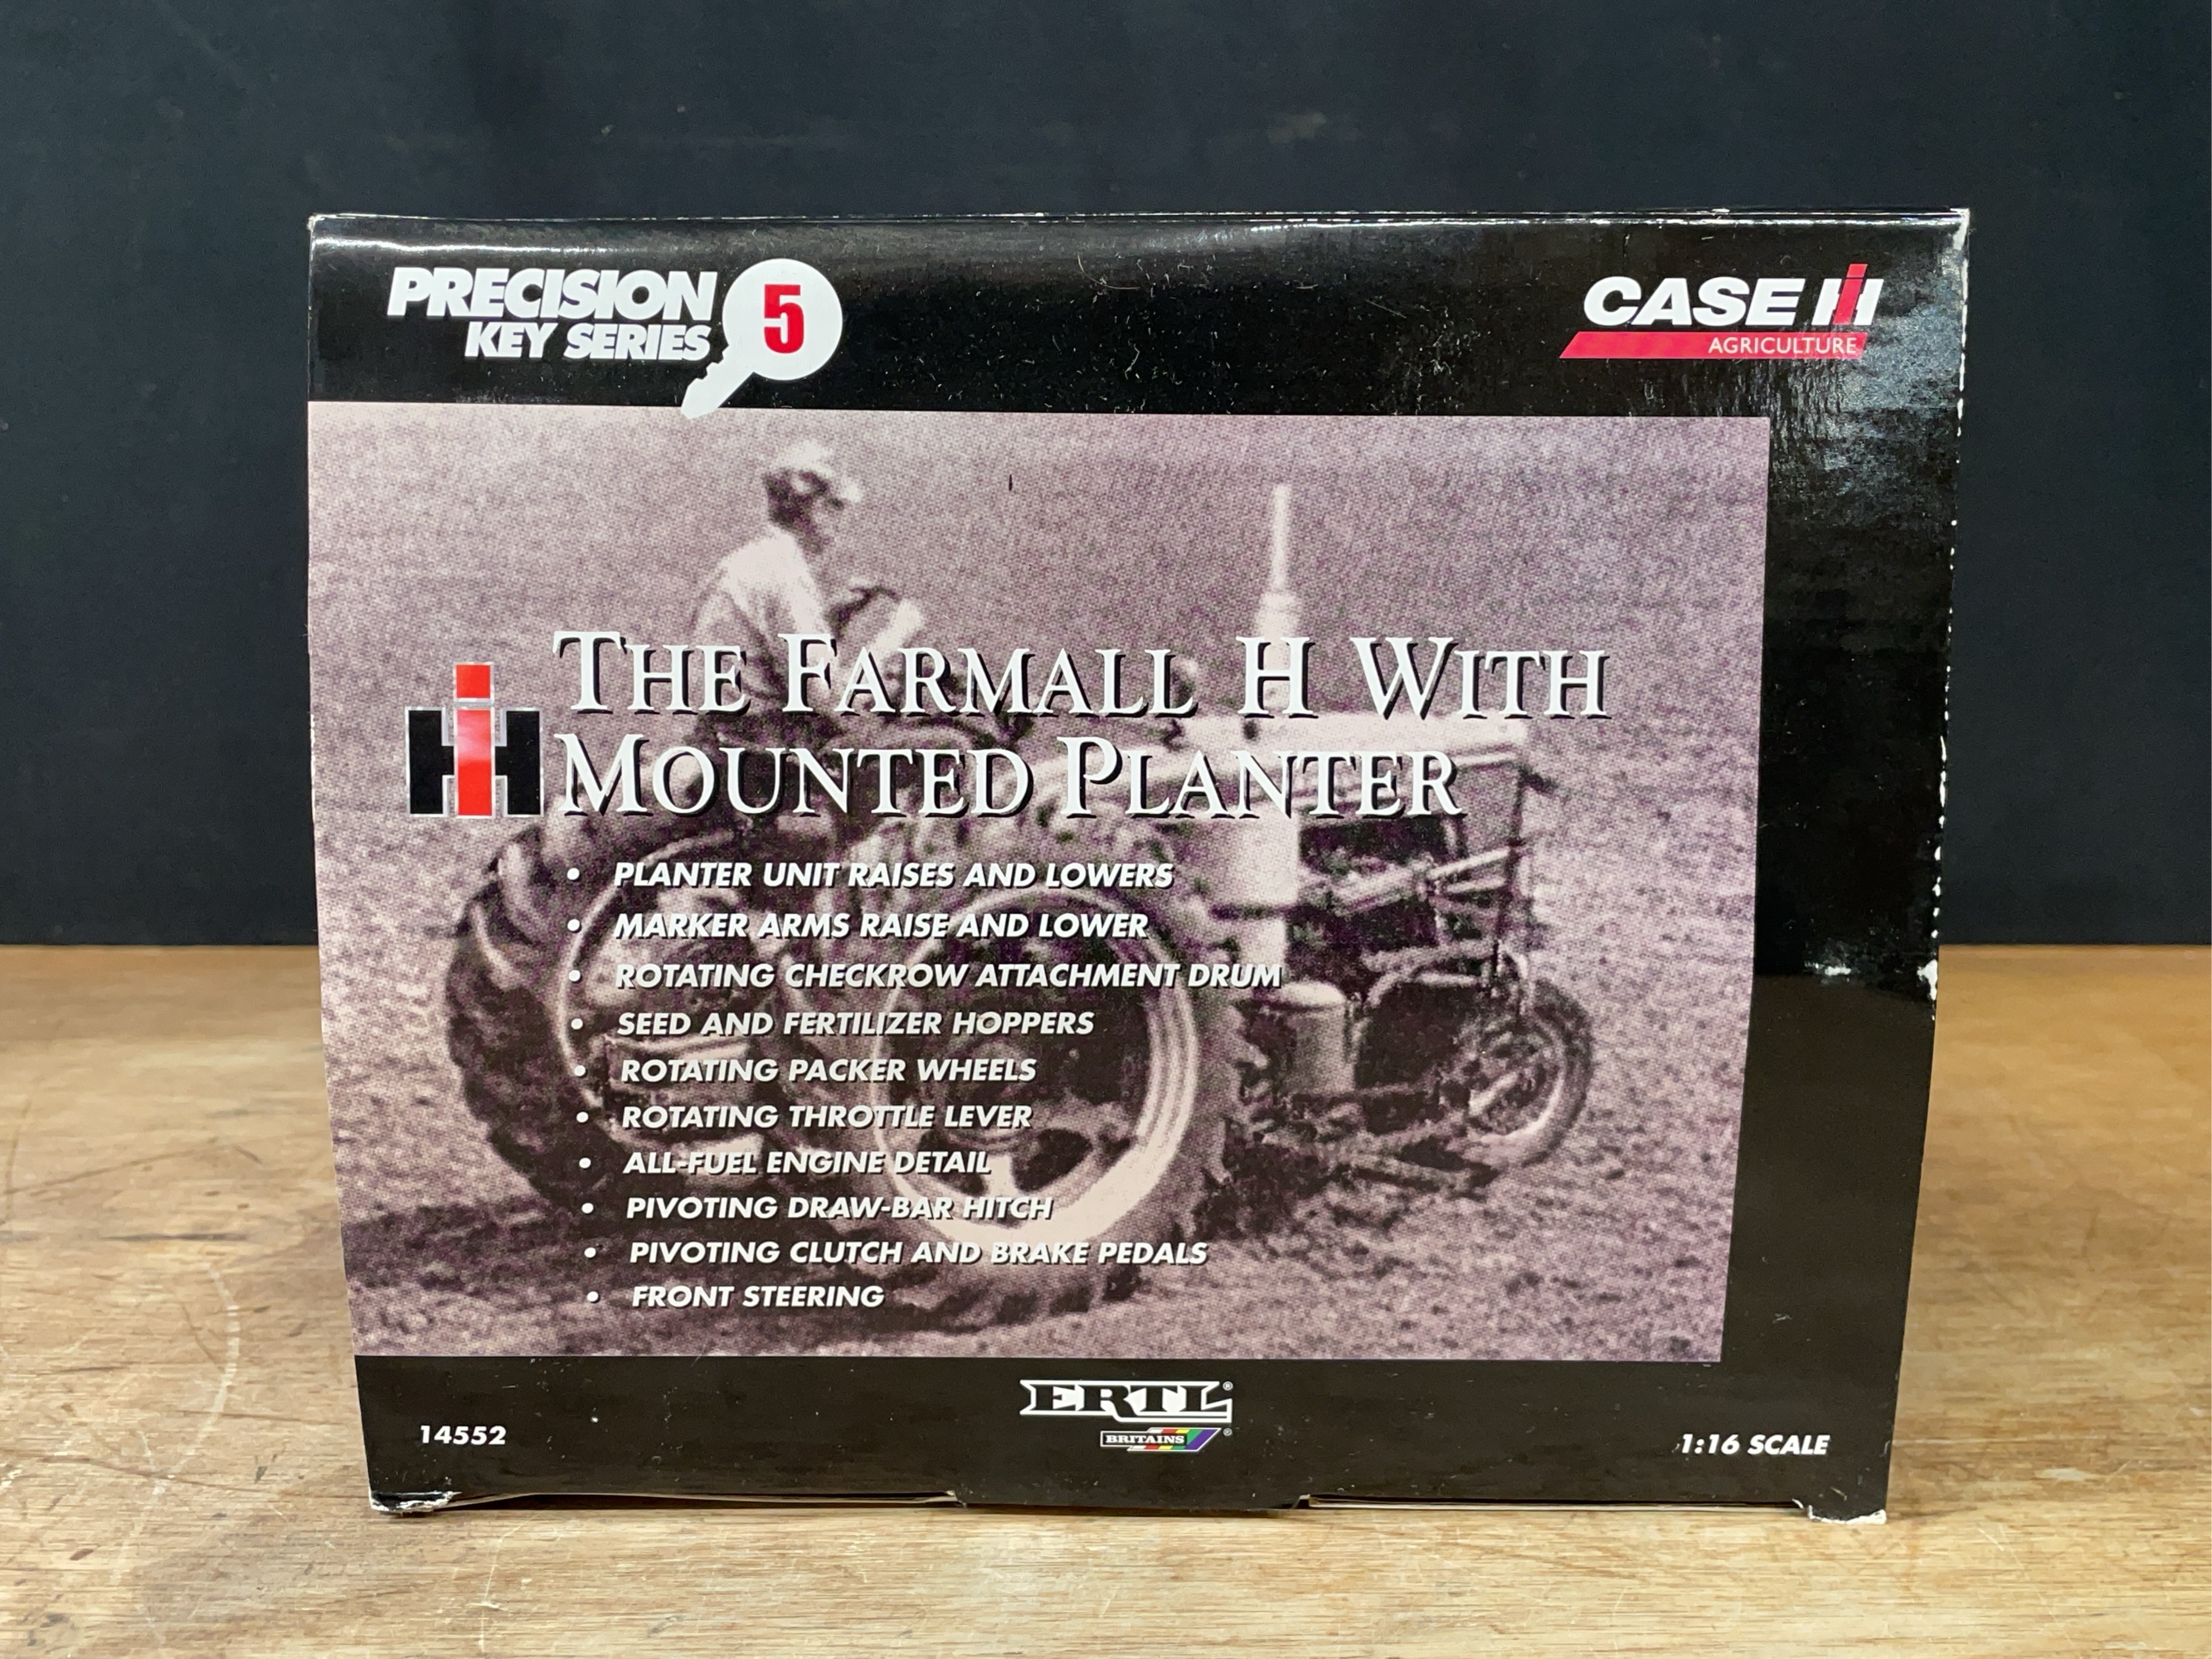 PRECISION
KEY SERIES
5
CASE IH
AGRICULTURE
IH
THE FARMALL H WITH
MOUNTED PLANTER
• PLANTER UNIT RAISES AND LOWERS
• MARKER ARMS RAISE AND LOWER
• ROTATING CHECKROW ATTACHMENT DRUM
• SEED AND FERTILIZER HOPPERS
• ROTATING PACKER WHEELS
• ROTATING THROTTLE LEVER
• ALL-FUEL ENGINE DETAIL
• PIVOTING DRAW-BAR HITCH
• PIVOTING CLUTCH AND BRAKE PEDALS
• FRONT STEERING
14552
ERTL®
BRITAINS®
1:16 SCALE